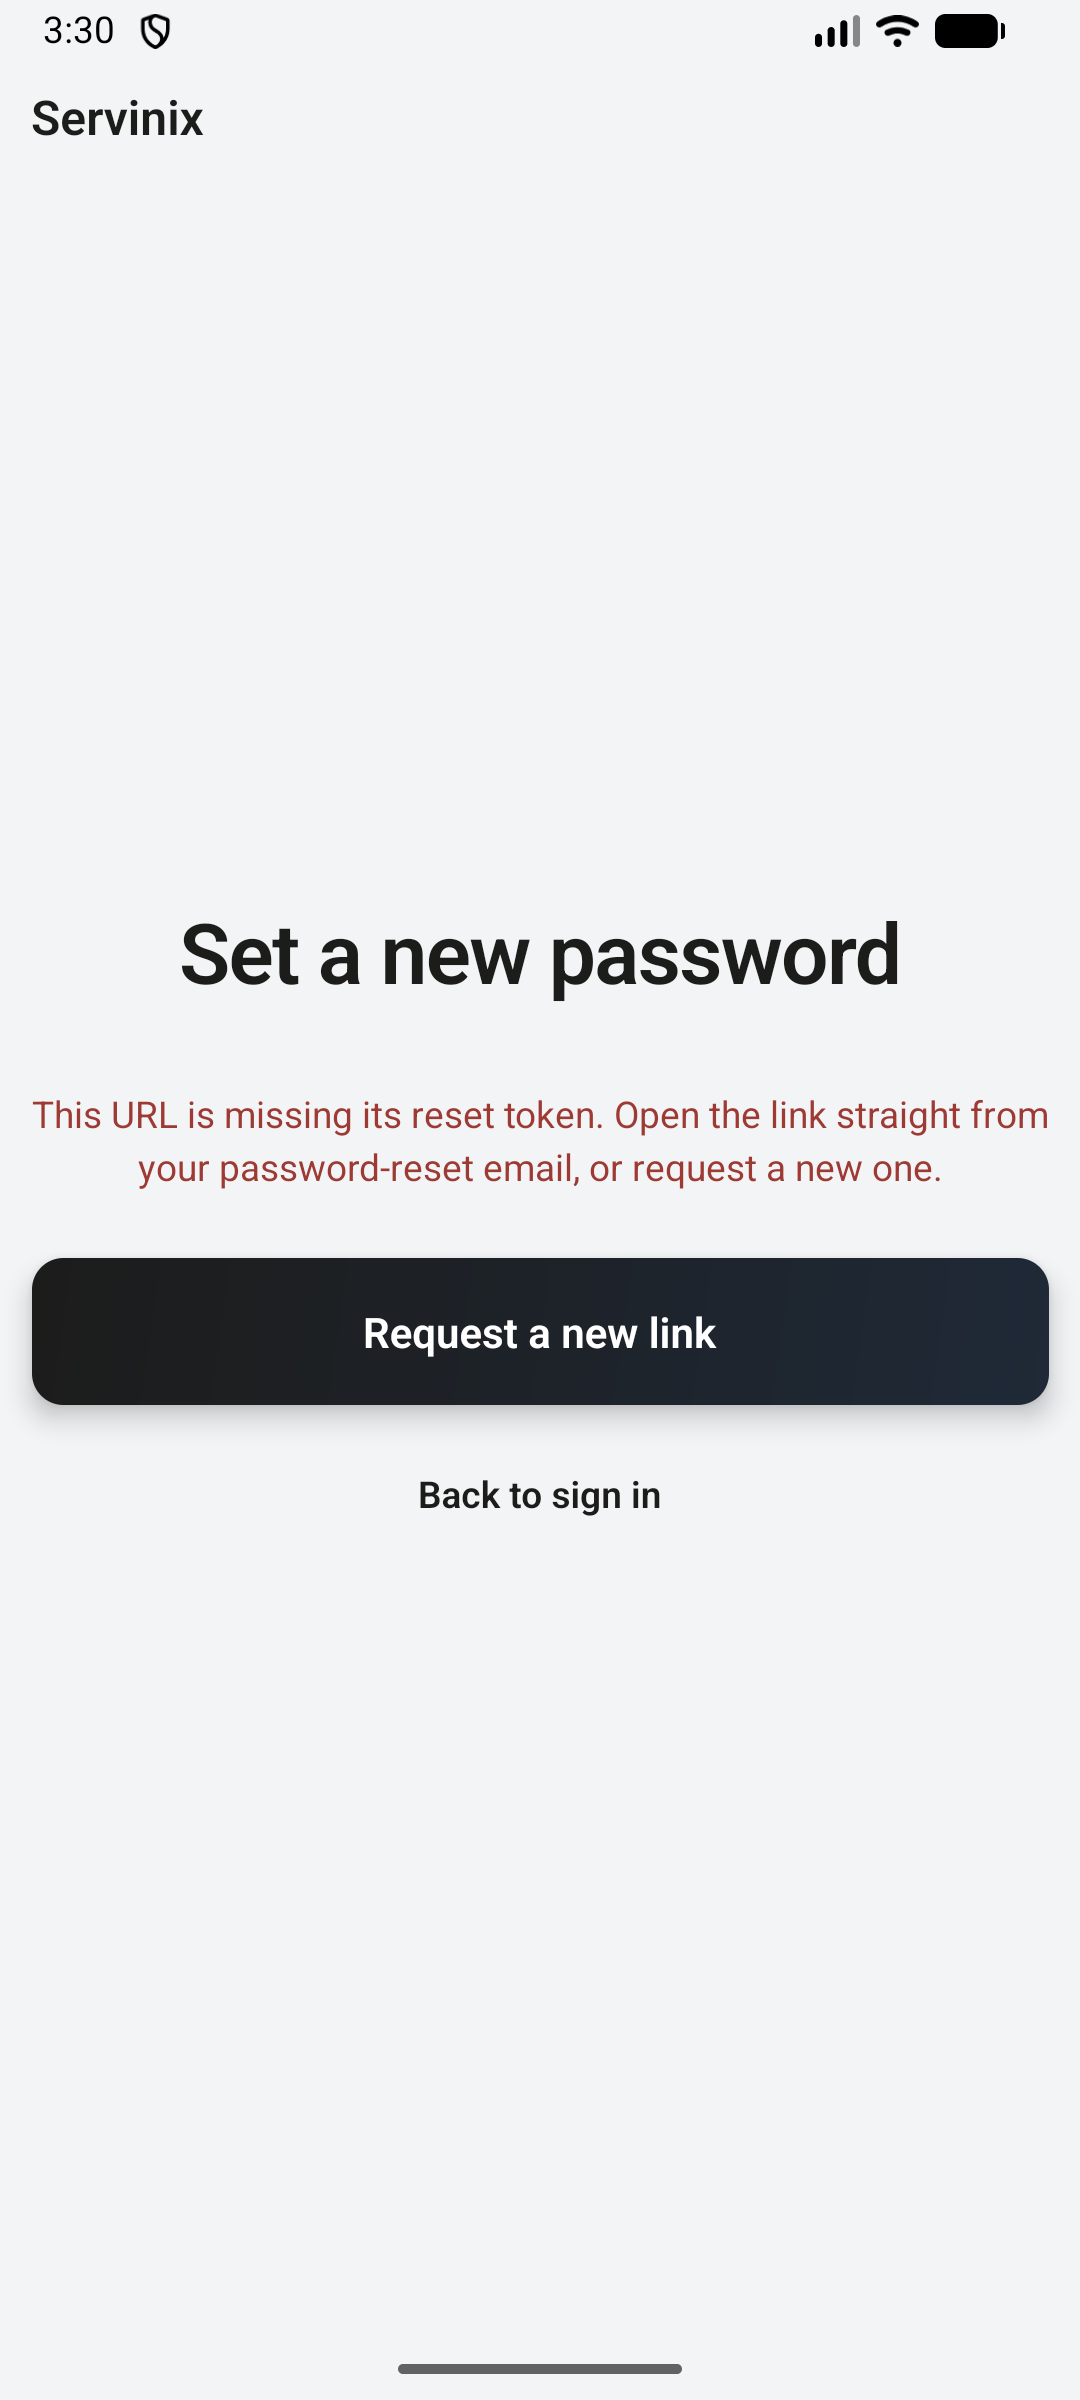 3:30
Servinix
Set a new password
This URL is missing its reset token. Open the link straight from
your password-reset email, or request a new one.
Request a new link
Back to sign in